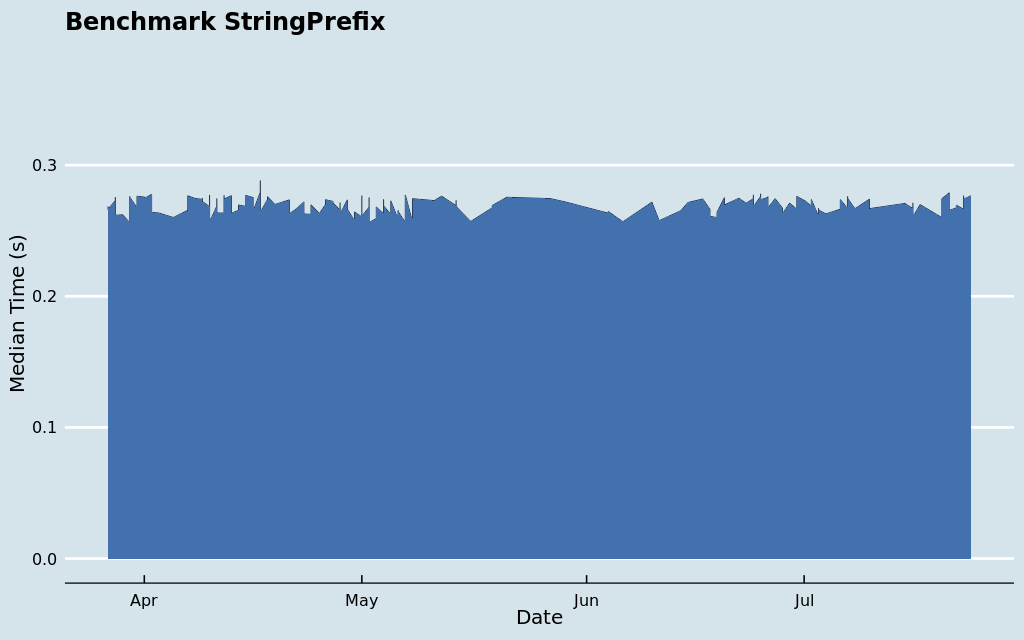 Benchmark StringPrefix
0.3
0.2
0.1
0.0
Median Time (s)
Apr May Jun Jul
Date